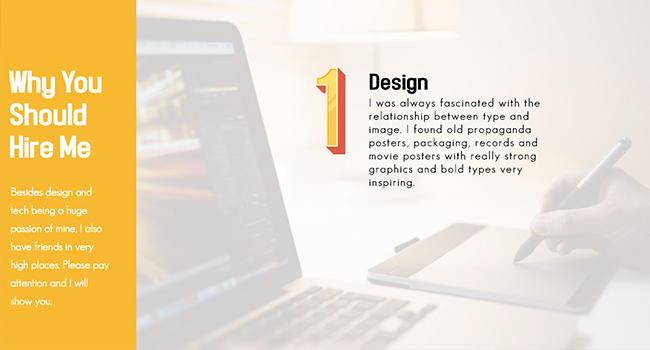 Why You
Should
Hire Me
Besides design and
tech being a huge
passion of mine, I also
have friends in very
high places. Please pay
attention and I will
show you.
1
Design
I was always fascinated with the
relationship between type and
image. I found old propaganda
posters, packaging, records and
movie posters with really strong
graphics and bold types very
inspiring.